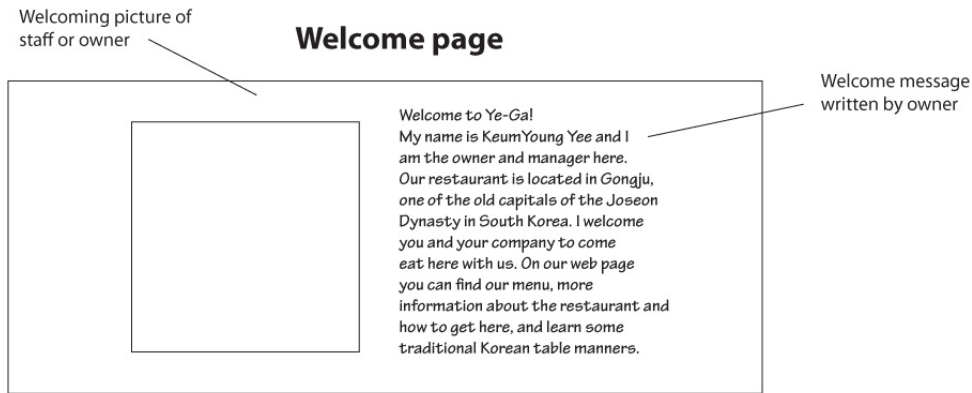 Welcoming picture of
staff or owner
Welcome page
Welcome message
written by owner
Welcome to Ye-Ga!
My name is KeumYoung Yee and I
am the owner and manager here.
Our restaurant is located in Gongju,
one of the old capitals of the Joseon
Dynasty in South Korea. I welcome
you and your company to come
eat here with us. On our web page
you can find our menu, more
information about the restaurant and
how to get here, and learn some
traditional Korean table manners.